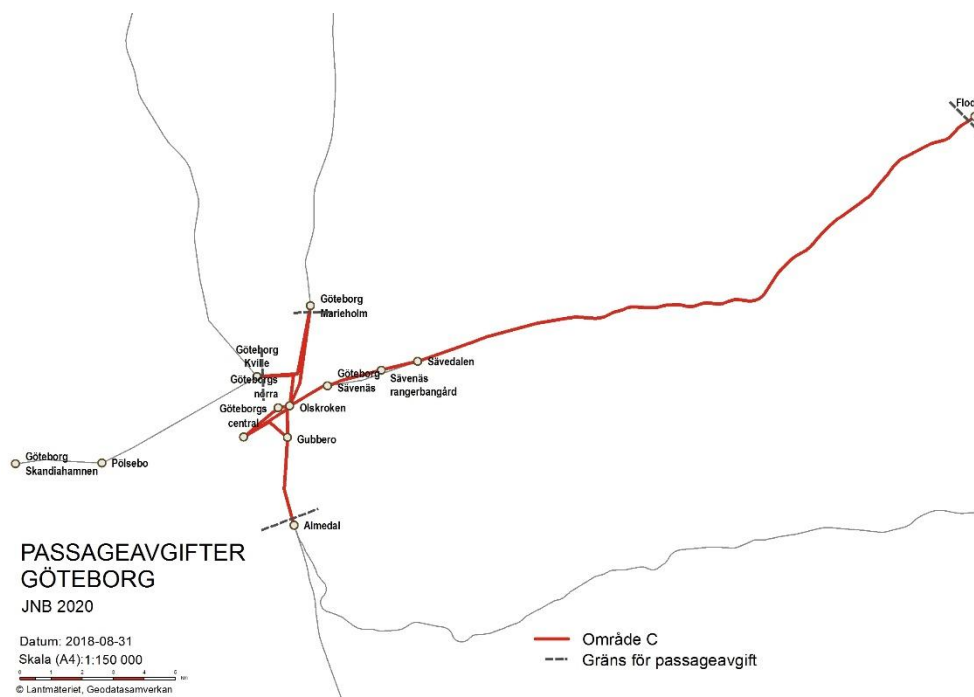 Flod
Göteborg
Marieholm
Göteborg
Kville
Göteborgs
norra
Göteborg
Sävenäs
Sävedalen
Sävenäs
rangerbangård
Göteborgs
central
Olskroken
Gubbero
Göteborg
Skandiahamnen
Pölsebo
Almedal
PASSAGEAVGIFTER
GÖTEBORG
JNB 2020
Datum: 2018-08-31
Skala (A4):1:150 000
© Lantmäteriet, Geodatasamverkan
Område C
Gräns för passageavgift